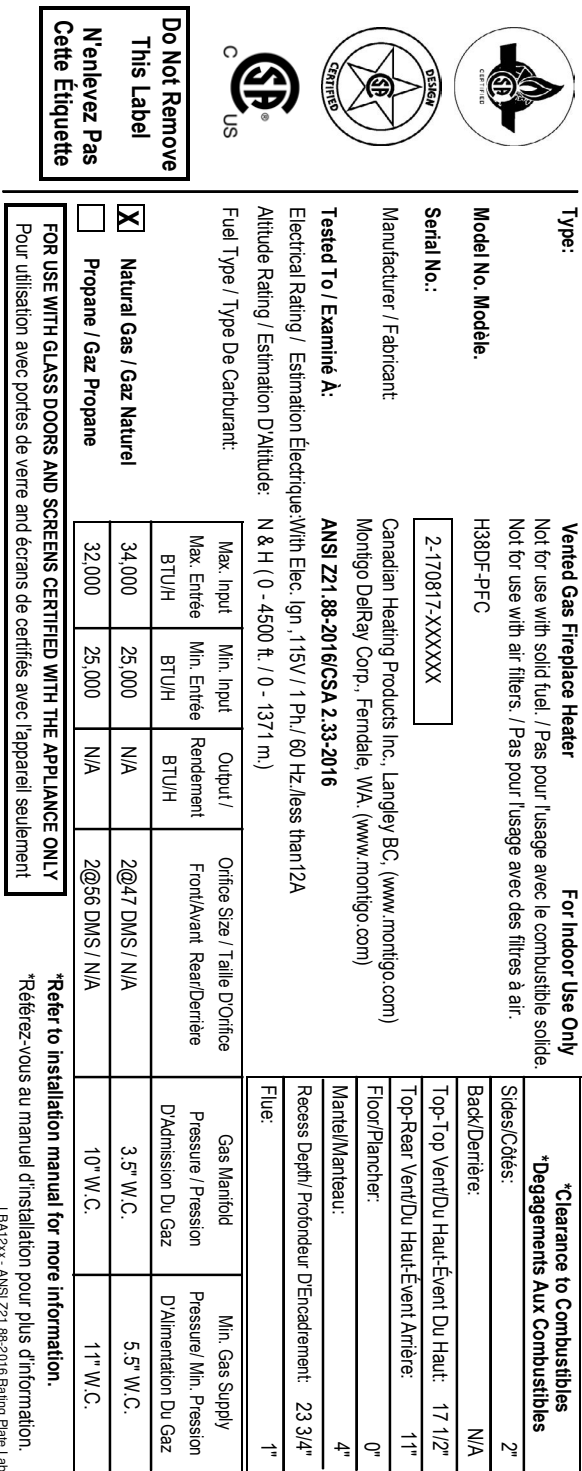 CERTIFIED
DESIGN
CERTIFIED
C US
Do Not Remove
This Label
N'enlevez Pas
Cette Étiquette
Type: Vented Gas Fireplace Heater For Indoor Use Only
Not for use with solid fuel. / Pas pour l'usage avec le combustible solide.
Not for use with air filters. / Pas pour l'usage avec des filtres à air.
Model No. Modèle. H38DF-PFC
Serial No.: 2-170817-XXXXXX
Manufacturer / Fabricant: Canadian Heating Products Inc., Langley BC, (www.montigo.com)
Montigo DelRay Corp., Ferndale, WA. (www.montigo.com)
Tested To / Examiné À: ANSI Z21.88-2016/CSA 2.33-2016
Electrical Rating / Estimation Électrique:With Elec. Ign ,115V / 1 Ph./ 60 Hz./less than12A
Altitude Rating / Estimation D'Altitude: N & H ( 0 - 4500 ft. / 0 - 1371 m.)
*Clearance to Combustibles
*Degagements Aux Combustibles
Sides/Côtés: 2"
Back/Derrière: N/A
Top-Top Vent/Du Haut-Évent Du Haut: 17 1/2"
Top-Rear Vent/Du Haut-Évent Arrière: 11"
Floor/Plancher: 0"
Mantel/Manteau: 4"
Recess Depth/ Profondeur D'Encadrement: 23 3/4"
Flue: 1"
Fuel Type / Type De Carburant:
Max. Input
Max. Entrée
BTU/H
Min. Input
Min. Entrée
BTU/H
Output /
Rendement
BTU/H
Orifice Size / Taille D'Orifice
Front/Avant Rear/Derrière
Gas Manifold
Pressure / Pression
D'Admission Du Gaz
Min. Gas Supply
Pressure/ Min. Pression
D'Alimentation Du Gaz
X Natural Gas / Gaz Naturel 34,000 25,000 N/A 2@47 DMS / N/A 3.5" W.C. 5.5" W.C.
Propane / Gaz Propane 32,000 25,000 N/A 2@56 DMS / N/A 10" W.C. 11" W.C.
FOR USE WITH GLASS DOORS AND SCREENS CERTIFIED WITH THE APPLIANCE ONLY
Pour utilisation avec portes de verre and écrans de certifiés avec l'appareil seulement
*Refer to installation manual for more information.
*Référez-vous au manuel d'installation pour plus d'information.